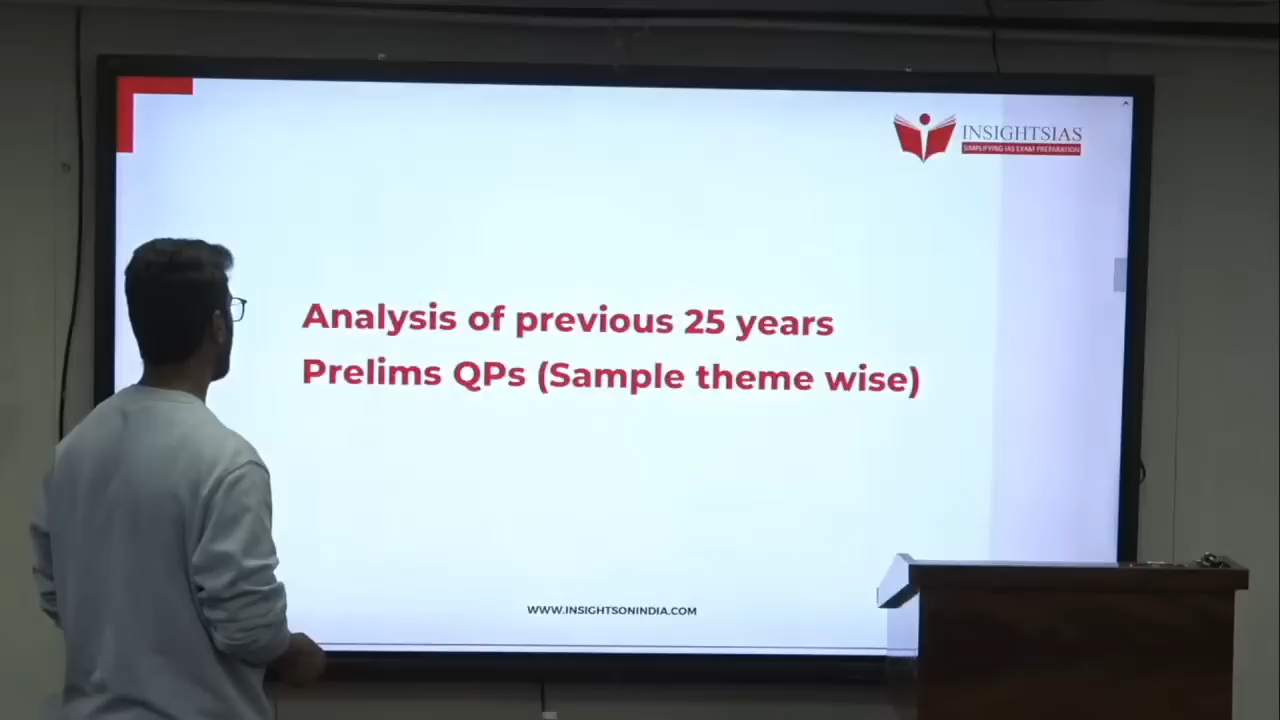 INSIGHTSIAS
SIMPLIFYING IAS EXAM PREPARATION
Analysis of previous 25 years
Prelims QPs (Sample theme wise)
WWW.INSIGHTSONINDIA.COM